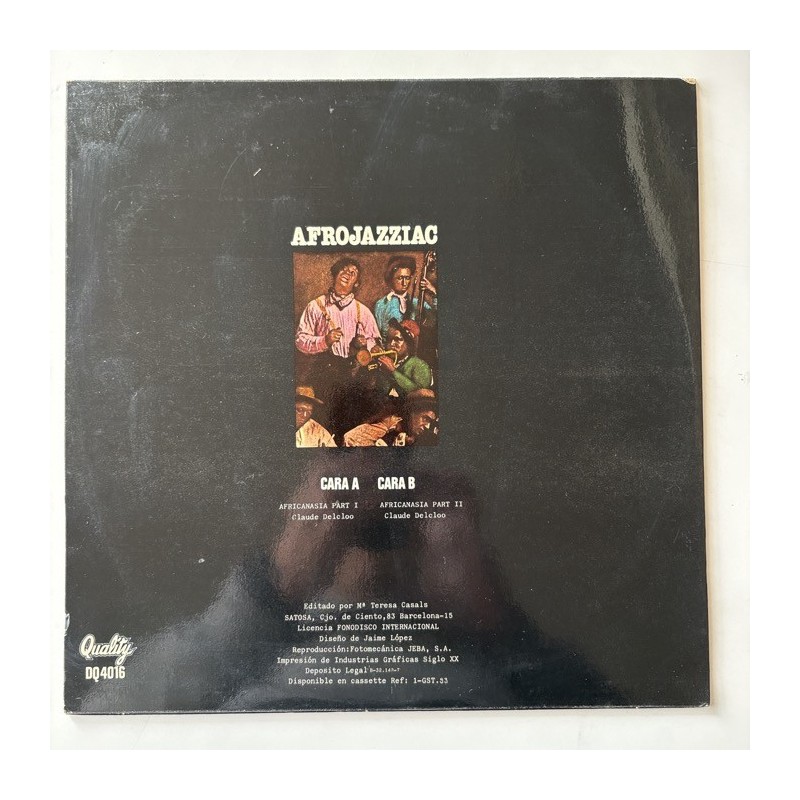 AFROJAZZIAC
CARA A CARA B
AFRICANASIA PART I AFRICANASIA PART II
Claude Delcloo Claude Delcloo
Editado por Mª Teresa Casals
SATOSA, Cjo. de Ciento,83 Barcelona-15
Licencia FONODISCO INTERNACIONAL
Diseño de Jaime López
Reproducción:Fotomecánica JEBA, S.A.
Impresión de Industrias Gráficas Siglo XX
Deposito Legal
Disponible en cassette Ref: 1-GST.33
Quality
DQ4016